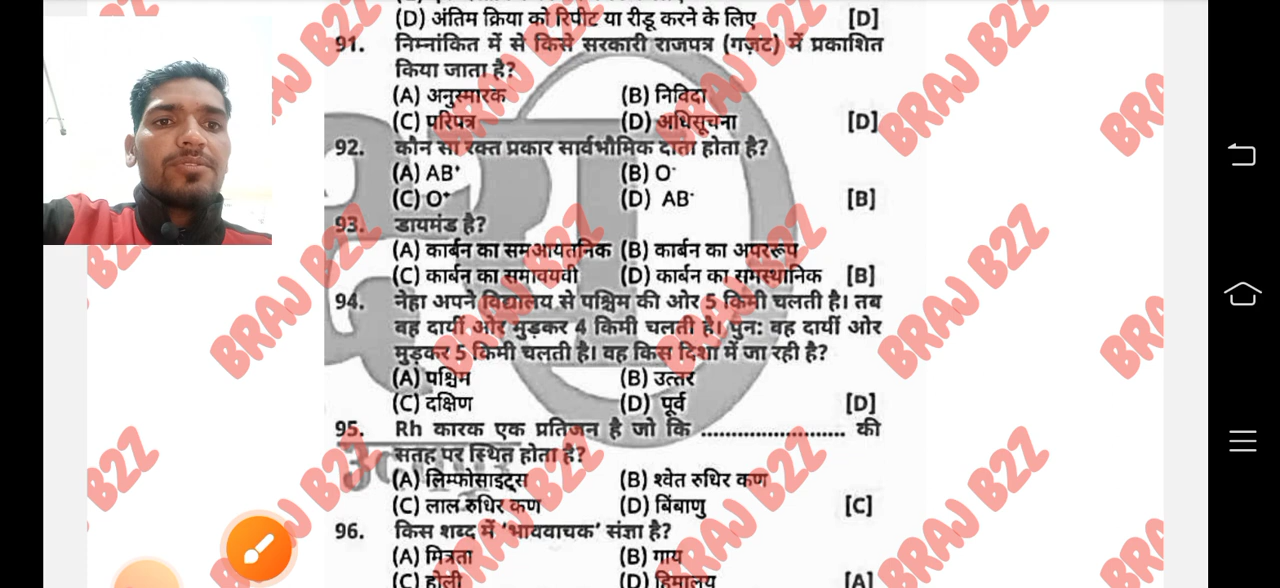 (D) अंतिम क्रिया को रिपीट या रीडू करने के लिए [D]
91. निम्नांकित में से किसे सरकारी राजपत्र (गज़ट) में प्रकाशित
किया जाता है?
(A) अनुस्मारक (B) निविदा
(C) परिपत्र (D) अधिसूचना [D]
92. कौन सा रक्त प्रकार सार्वभौमिक दाता होता है?
(A) AB⁺ (B) O⁻
(C) O⁺ (D) AB⁻ [B]
93. डायमंड है?
(A) कार्बन का समआयतनिक (B) कार्बन का अपररूप
(C) कार्बन का समावयवी (D) कार्बन का समस्थानिक [B]
94. नेहा अपने विद्यालय से पश्चिम की ओर 5 किमी चलती है। तब
वह दायीं ओर मुड़कर 4 किमी चलती है। पुन: वह दायीं ओर
मुड़कर 5 किमी चलती है। वह किस दिशा में जा रही है?
(A) पश्चिम (B) उत्तर
(C) दक्षिण (D) पूर्व [D]
95. Rh कारक एक प्रतिजन है जो कि ........................ की
सतह पर स्थित होता है?
(A) लिम्फोसाइट्स (B) श्वेत रुधिर कण
(C) लाल रुधिर कण (D) बिंबाणु [C]
96. किस शब्द में 'भाववाचक' संज्ञा है?
(A) मित्रता (B) गाय
(C) होली (D) हिमालय [A]
BRAJ BZZ